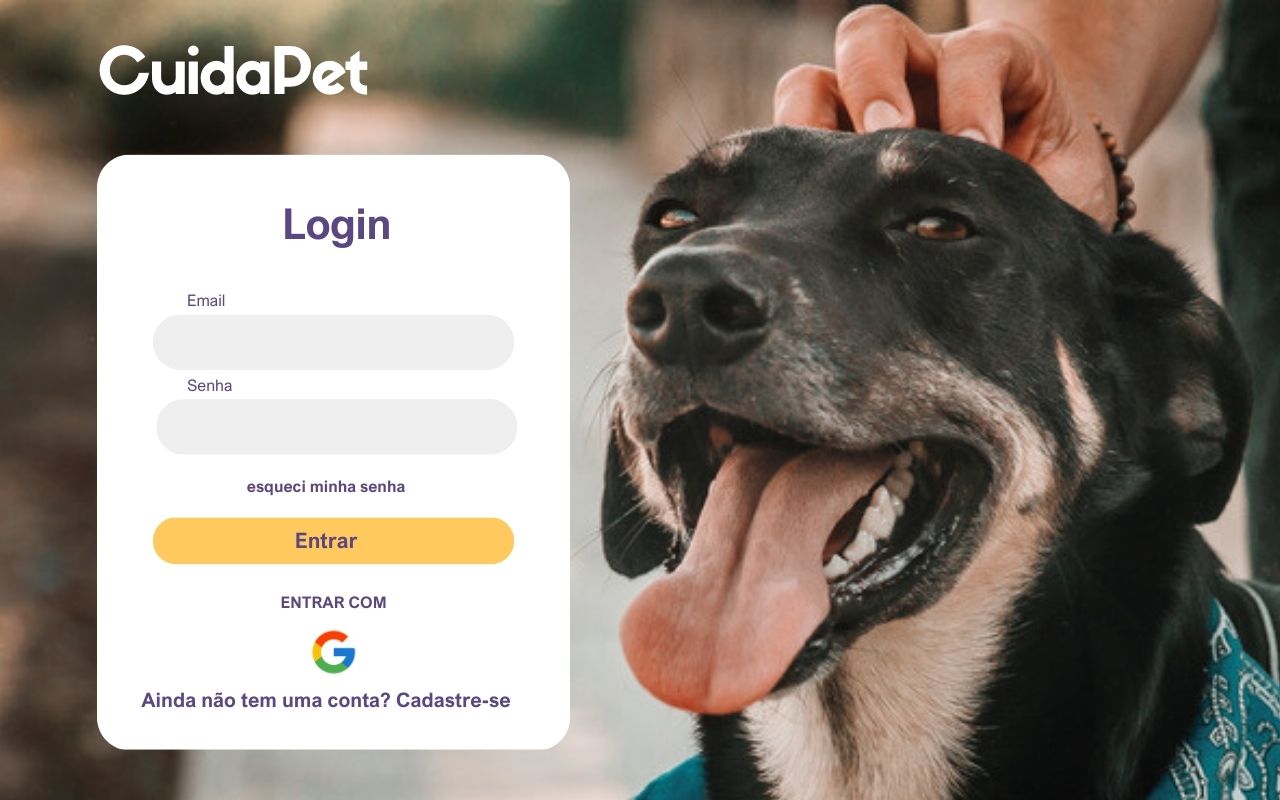 CuidaPet
Login
Email
Senha
esqueci minha senha
Entrar
ENTRAR COM
Ainda não tem uma conta? Cadastre-se